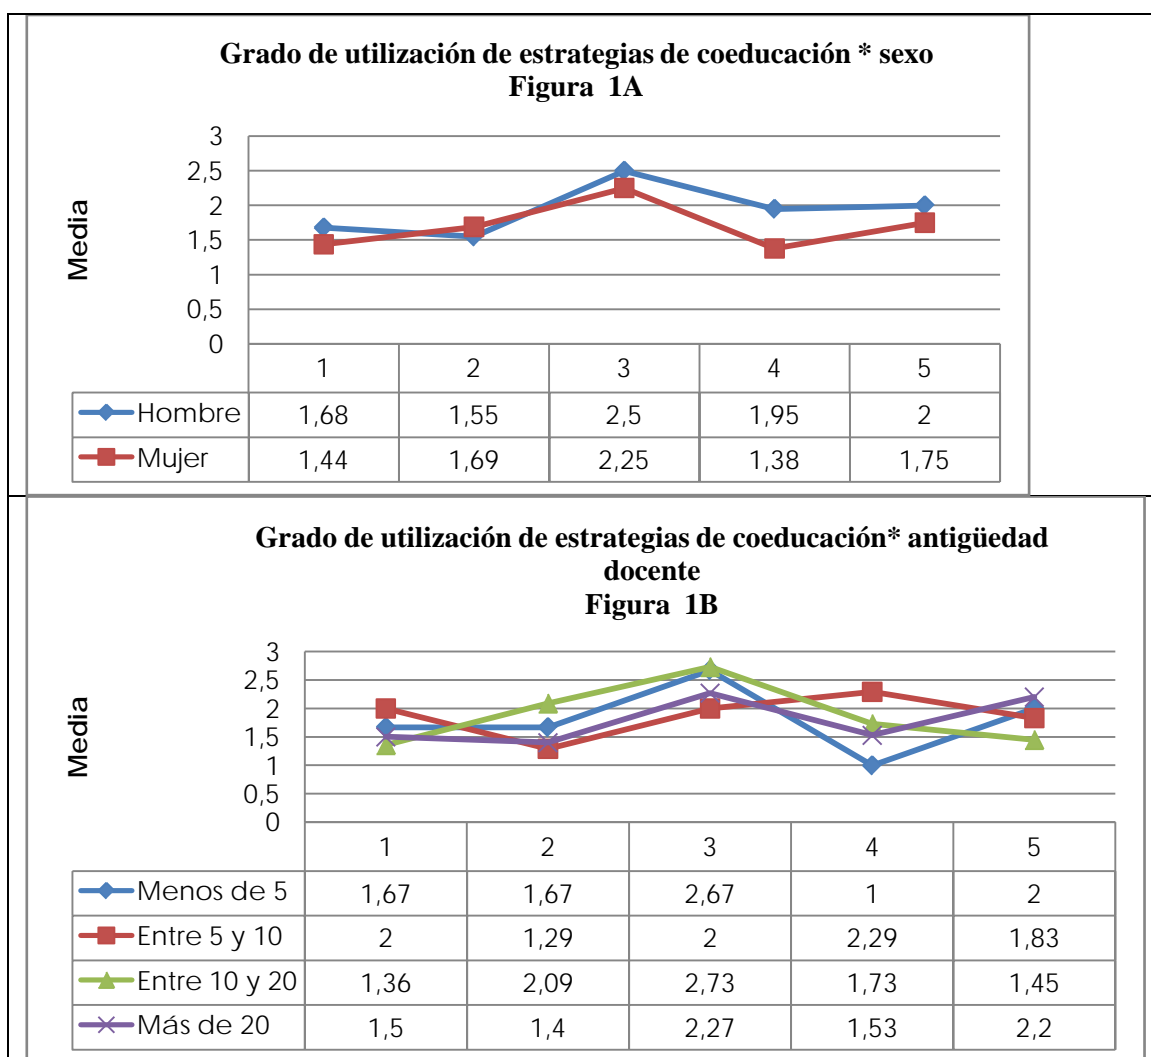 Grado de utilización de estrategias de coeducación * sexo
Figura 1A
Media
3
2,5
2
1,5
1
0,5
0
1 2 3 4 5
Hombre 1,68 1,55 2,5 1,95 2
Mujer 1,44 1,69 2,25 1,38 1,75
Grado de utilización de estrategias de coeducación* antigüedad
docente
Figura 1B
Media
3
2,5
2
1,5
1
0,5
0
1 2 3 4 5
Menos de 5 1,67 1,67 2,67 1 2
Entre 5 y 10 2 1,29 2 2,29 1,83
Entre 10 y 20 1,36 2,09 2,73 1,73 1,45
Más de 20 1,5 1,4 2,27 1,53 2,2